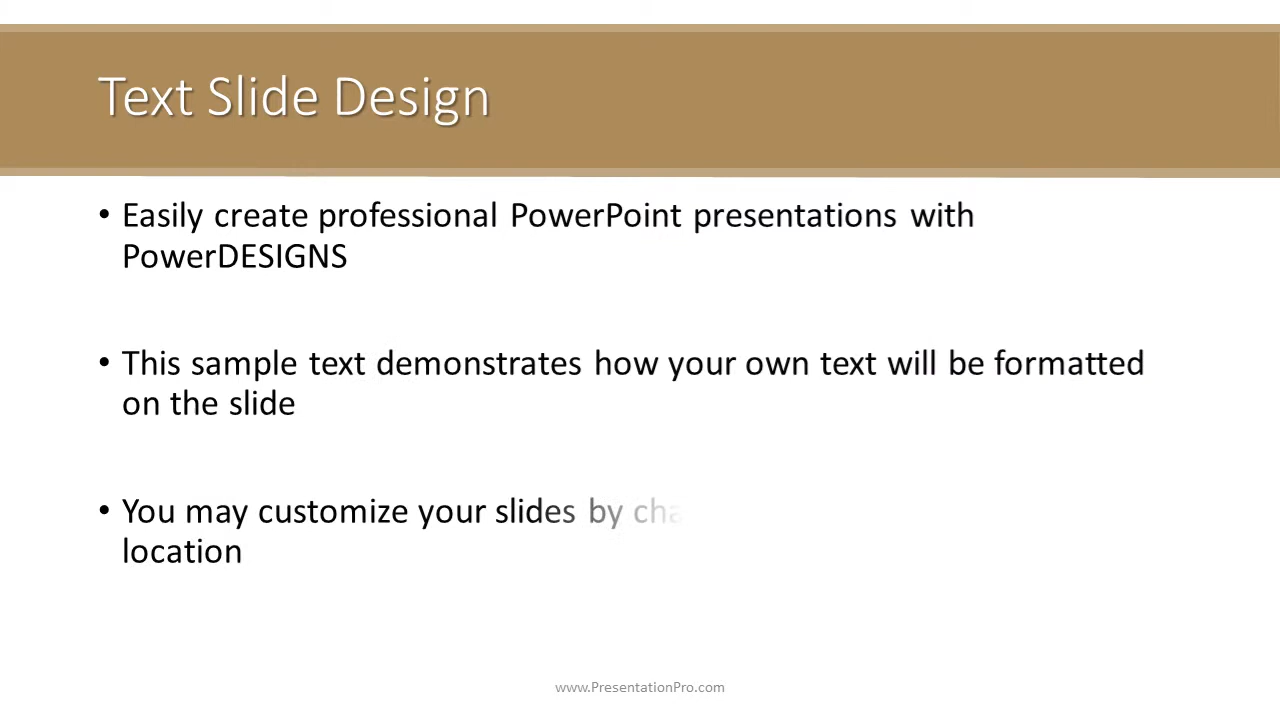 Text Slide Design
• Easily create professional PowerPoint presentations with
PowerDESIGNS
• This sample text demonstrates how your own text will be formatted
on the slide
• You may customize your slides by
location
www.PresentationPro.com